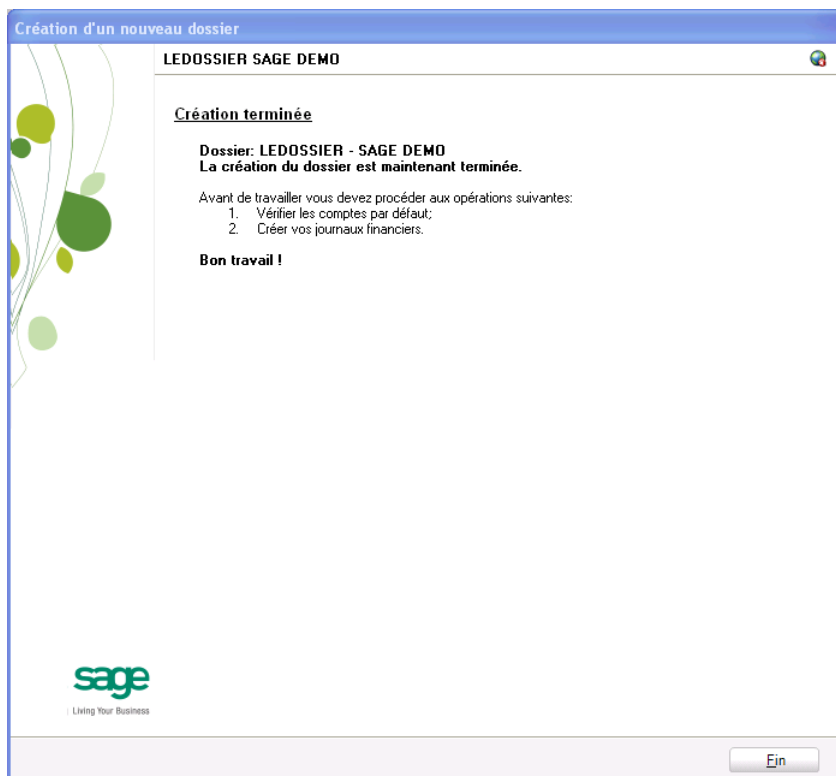 Création d'un nouveau dossier
LEDOSSIER SAGE DEMO
Création terminée
Dossier: LEDOSSIER - SAGE DEMO
La création du dossier est maintenant terminée.
Avant de travailler vous devez procéder aux opérations suivantes:
1. Vérifier les comptes par défaut;
2. Créer vos journaux financiers.
Bon travail !
sage
Living Your Business
Fin